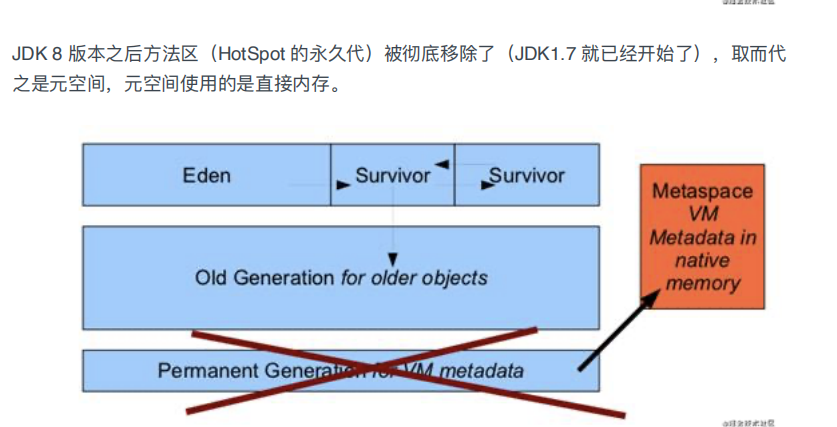 JDK 8 版本之后方法区（HotSpot 的永久代）被彻底移除了（JDK1.7 就已经开始了），取而代
之是元空间，元空间使用的是直接内存。
Eden
Survivor
Survivor
Metaspace
VM
Metadata in
native
memory
Old Generation for older objects
Permanent Generation for VM metadata